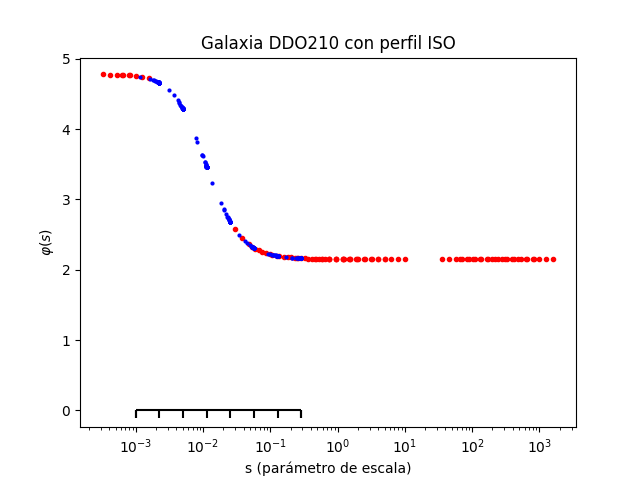 Galaxia DDO210 con perfil ISO
φ(s)
5
4
3
2
1
0
10⁻³ 10⁻² 10⁻¹ 10⁰ 10¹ 10² 10³
s (parámetro de escala)